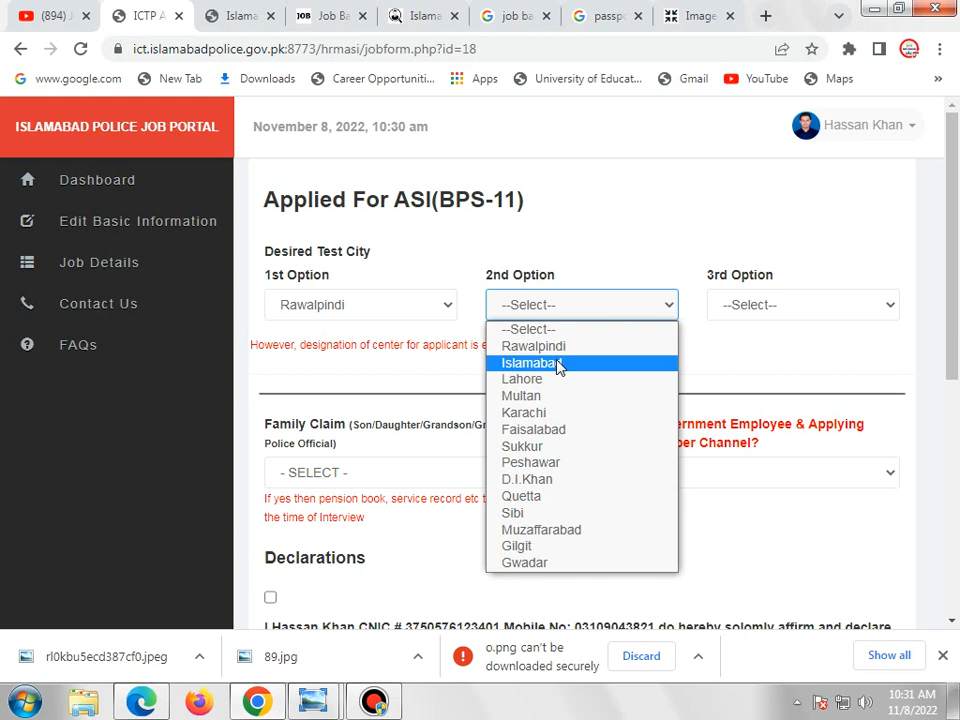 (894)
ICTP A
Islama
JOB Job Ba
Islama
job ba
passp
Image
ict.islamabadpolice.gov.pk:8773/hrmasi/jobform.php?id=18
www.google.com
New Tab
Downloads
Career Opportuniti...
Apps
University of Educat...
Gmail
YouTube
Maps
»
ISLAMABAD POLICE JOB PORTAL
November 8, 2022, 10:30 am
Hassan Khan
Dashboard
Edit Basic Information
Job Details
Contact Us
FAQs
Applied For ASI(BPS-11)
Desired Test City
1st Option
2nd Option
3rd Option
Rawalpindi
--Select--
--Select--
--Select--
Rawalpindi
Islamabad
Lahore
Multan
Karachi
Faisalabad
Sukkur
Peshawar
D.I.Khan
Quetta
Sibi
Muzaffarabad
Gilgit
Gwadar
However, designation of center for applicant is
Family Claim (Son/Daughter/Grandson/Gr
Police Official)
ernment Employee & Applying
per Channel?
- SELECT -
If yes then pension book, service record etc
the time of Interview
Declarations
I Hassan Khan CNIC # 3750576123401 Mobile No: 03109043821 do hereby solomly affirm and declare
rl0kbu5ecd387cf0.jpeg
89.jpg
o.png can't be
downloaded securely
Discard
Show all
10:31 AM
11/8/2022